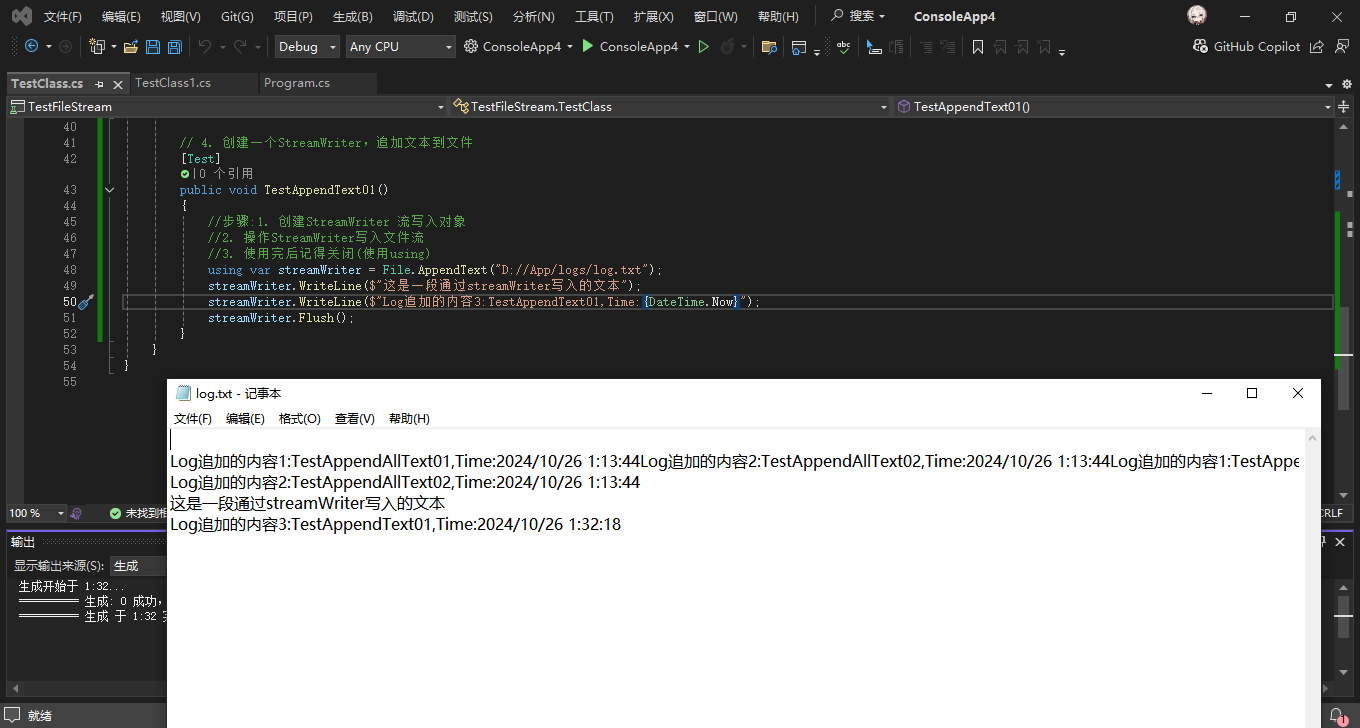 文件(F) 编辑(E) 视图(V) Git(G) 项目(P) 生成(B) 调试(D) 测试(S) 分析(N) 工具(T) 扩展(X) 窗口(W) 帮助(H) 搜索 ConsoleApp4
Debug Any CPU ConsoleApp4 ConsoleApp4 abc GitHub Copilot
TestClass.cs TestClass1.cs Program.cs
TestFileStream TestFileStream.TestClass TestAppendText01()
40
41 // 4. 创建一个StreamWriter，追加文本到文件
42 [Test]
|0 个引用
43 public void TestAppendText01()
44 {
45 //步骤:1. 创建StreamWriter 流写入对象
46 //2. 操作StreamWriter写入文件流
47 //3. 使用完后记得关闭(使用using)
48 using var streamWriter = File.AppendText("D://App/logs/log.txt");
49 streamWriter.WriteLine($"这是一段通过streamWriter写入的文本");
50 streamWriter.WriteLine($"Log追加的内容3:TestAppendText01,Time:{DateTime.Now}");
51 streamWriter.Flush();
52 }
53 }
54 }
55
log.txt - 记事本
文件(F) 编辑(E) 格式(O) 查看(V) 帮助(H)
Log追加的内容1:TestAppendAllText01,Time:2024/10/26 1:13:44Log追加的内容2:TestAppendAllText02,Time:2024/10/26 1:13:44Log追加的内容1:TestAppe
Log追加的内容2:TestAppendAllText02,Time:2024/10/26 1:13:44
这是一段通过streamWriter写入的文本
Log追加的内容3:TestAppendText01,Time:2024/10/26 1:32:18
100 % 未找到相 CRLF
输出
显示输出来源(S): 生成
生成开始于 1:32...
========== 生成: 0 成功，
========== 生成 于 1:32 完
就绪 1